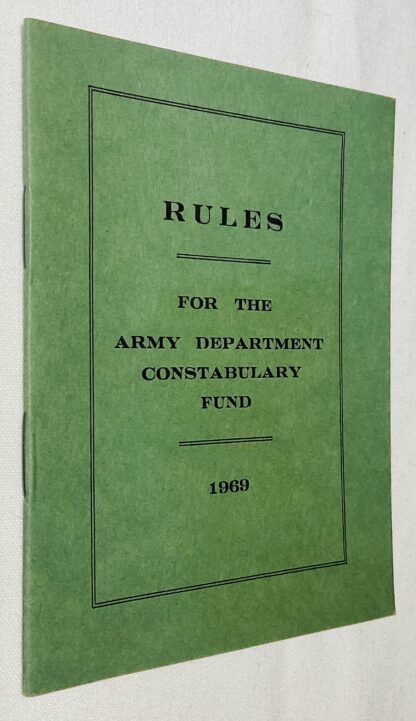 RULES
FOR THE
ARMY DEPARTMENT
CONSTABULARY
FUND
1969